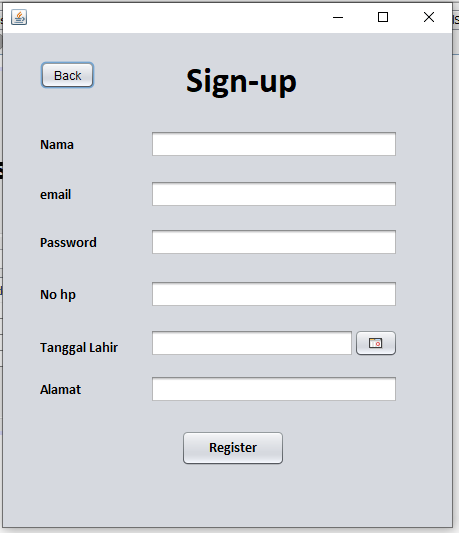 Back
Sign-up
Nama
email
Password
No hp
Tanggal Lahir
Alamat
Register